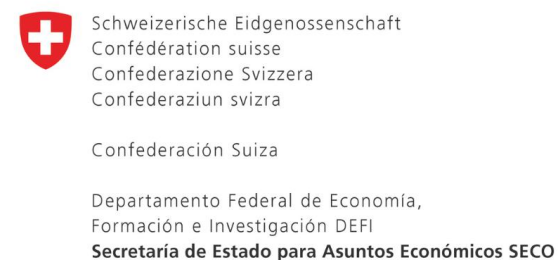 Schweizerische Eidgenossenschaft
Confédération suisse
Confederazione Svizzera
Confederaziun svizra
Confederación Suiza
Departamento Federal de Economía,
Formación e Investigación DEFI
Secretaría de Estado para Asuntos Económicos SECO